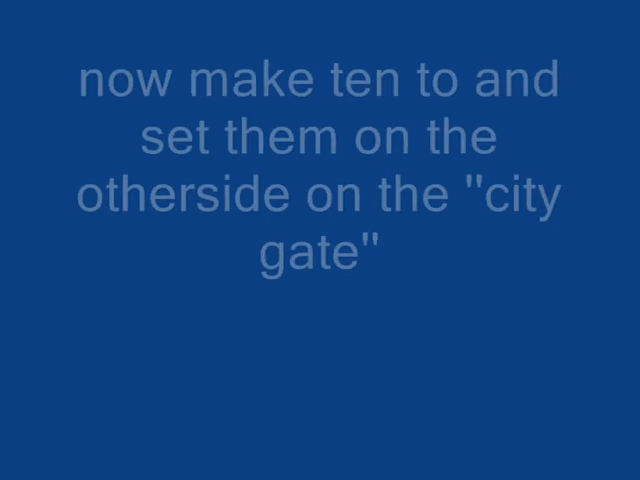 now make ten to and
set them on the
otherside on the "city
gate"